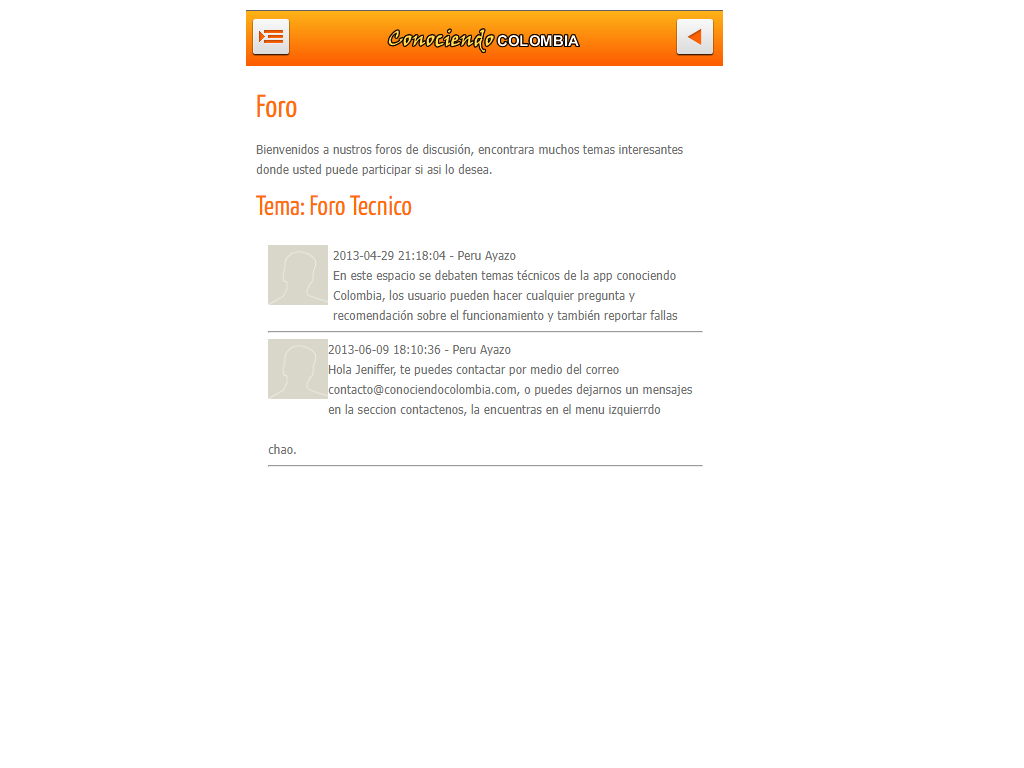 Conociendo COLOMBIA
Foro
Bienvenidos a nustros foros de discusión, encontrara muchos temas interesantes
donde usted puede participar si asi lo desea.
Tema: Foro Tecnico
2013-04-29 21:18:04 - Peru Ayazo
En este espacio se debaten temas técnicos de la app conociendo
Colombia, los usuario pueden hacer cualquier pregunta y
recomendación sobre el funcionamiento y también reportar fallas
2013-06-09 18:10:36 - Peru Ayazo
Hola Jeniffer, te puedes contactar por medio del correo
contacto@conociendocolombia.com, o puedes dejarnos un mensajes
en la seccion contactenos, la encuentras en el menu izquierrdo
chao.